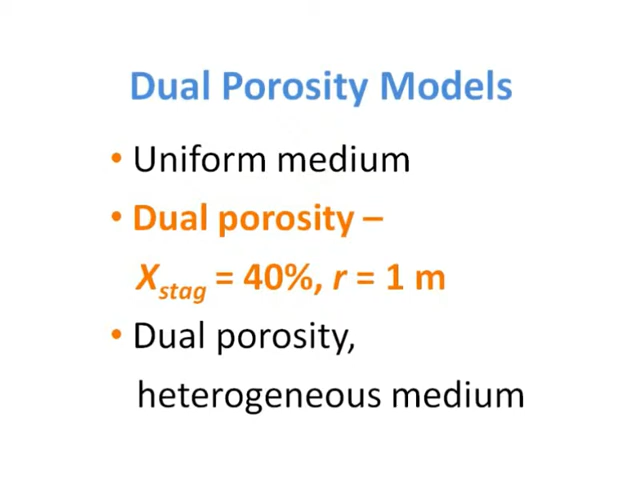 Dual Porosity Models
• Uniform medium
• Dual porosity –
Xstag = 40%, r = 1 m
• Dual porosity,
heterogeneous medium